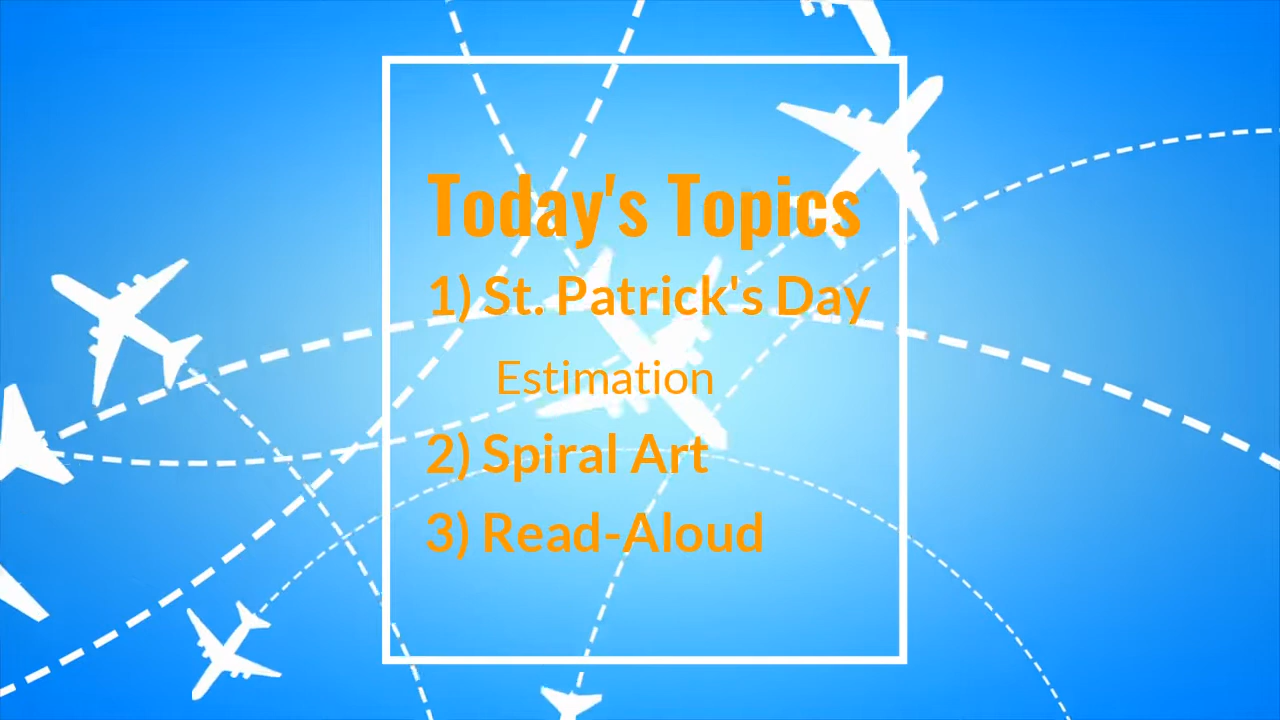 Today's Topics
1) St. Patrick's Day
Estimation
2) Spiral Art
3) Read-Aloud